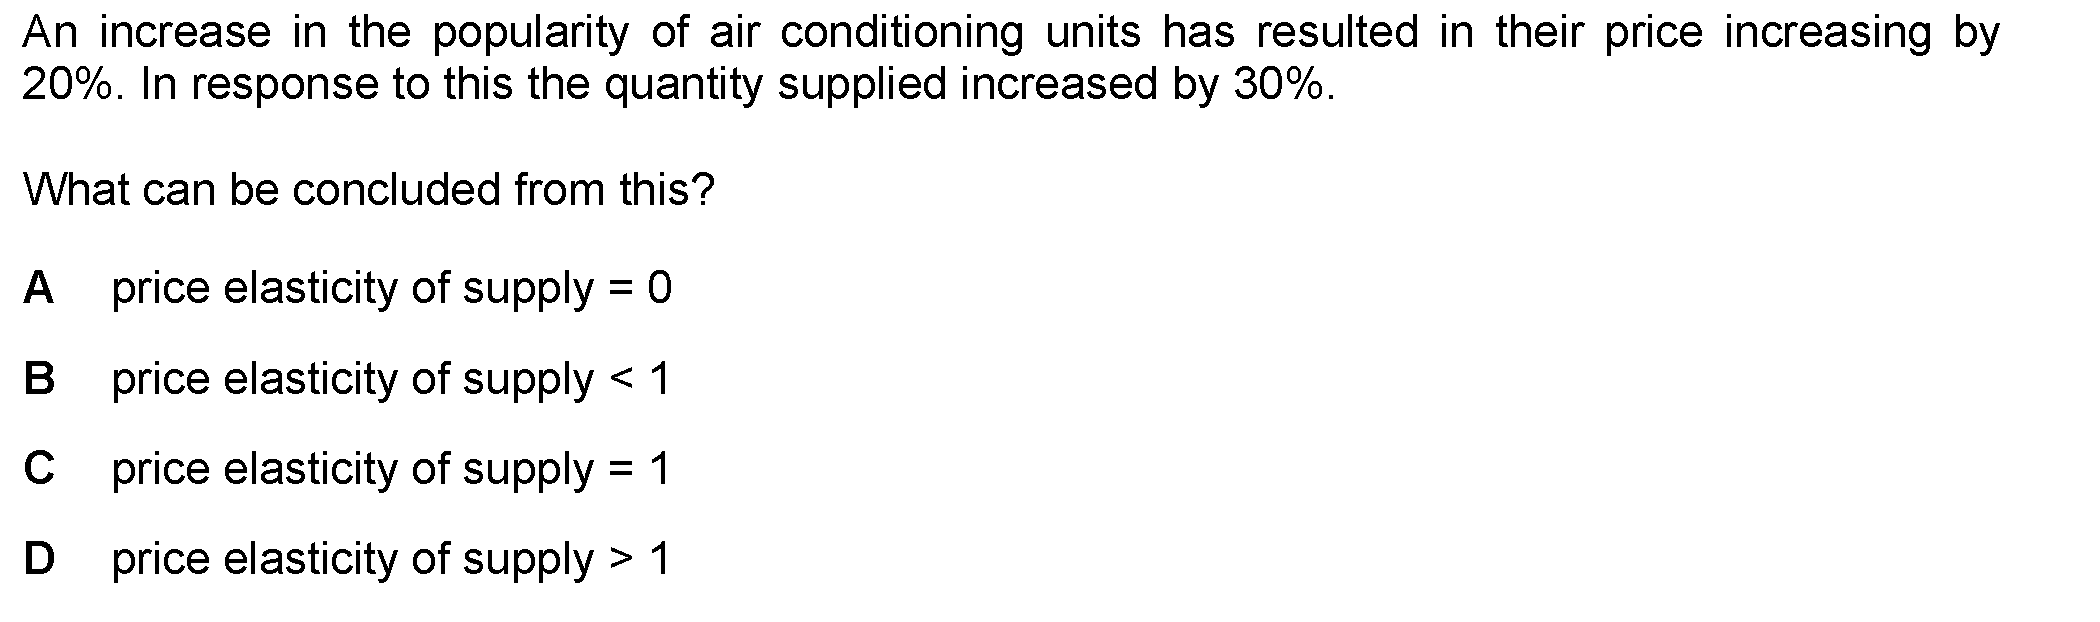 An increase in the popularity of air conditioning units has resulted in their price increasing by
20%. In response to this the quantity supplied increased by 30%.
What can be concluded from this?
A price elasticity of supply = 0
B price elasticity of supply < 1
C price elasticity of supply = 1
D price elasticity of supply > 1